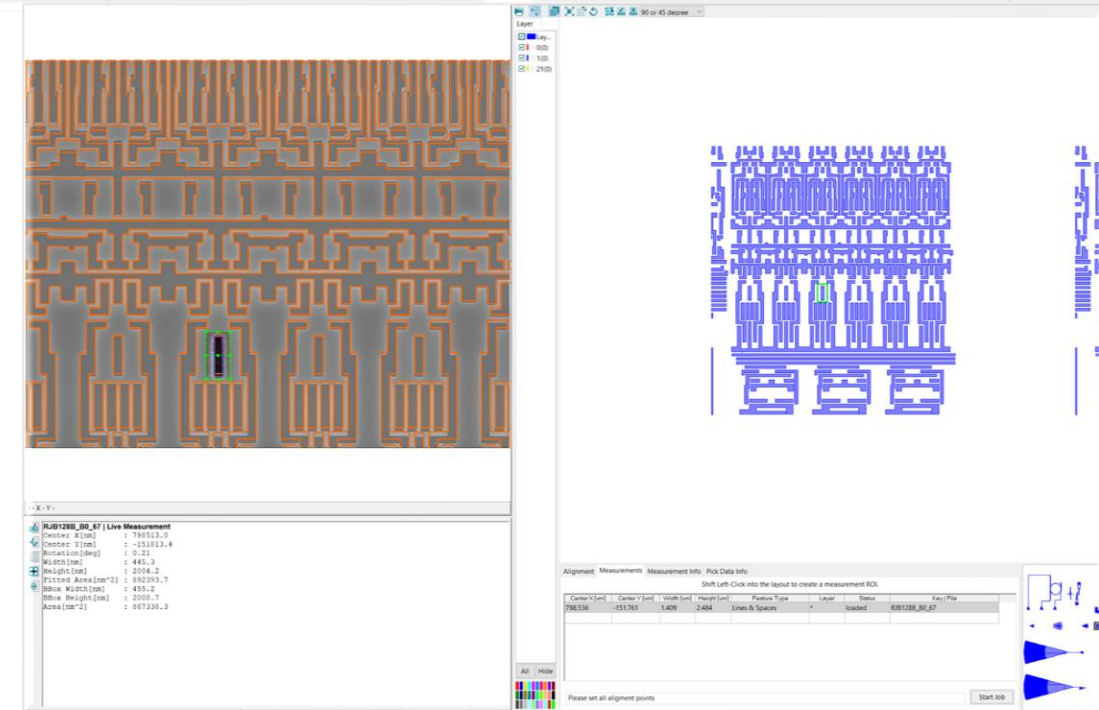 90 or 45 degree
Layer
Lay...
0(0)
1(0)
21(0)
- X - Y -
RJB128B_B0_67 | Live Measurement
Center X[nm] : 798513.0
Center Y[nm] : -151813.4
Rotation[deg] : 0.21
Width[nm] : 445.3
Height[nm] : 2004.2
Fitted Area[nm^2] : 892393.7
BBox Width[nm] : 455.2
BBox Height[nm] : 2008.7
Area[nm^2] : 887338.3
Alignment Measurements Measurement Info Pick Data Info
Shift Left-Click into the layout to create a measurement ROI.
Center X [um] Center Y [um] Width [um] Height [um] Feature Type Layer Status Key / File
798.536 -151.761 1.409 2.484 Lines & Spaces * loaded RJB128B_B0_67
All Hide
Please set all aligment points
Start Job